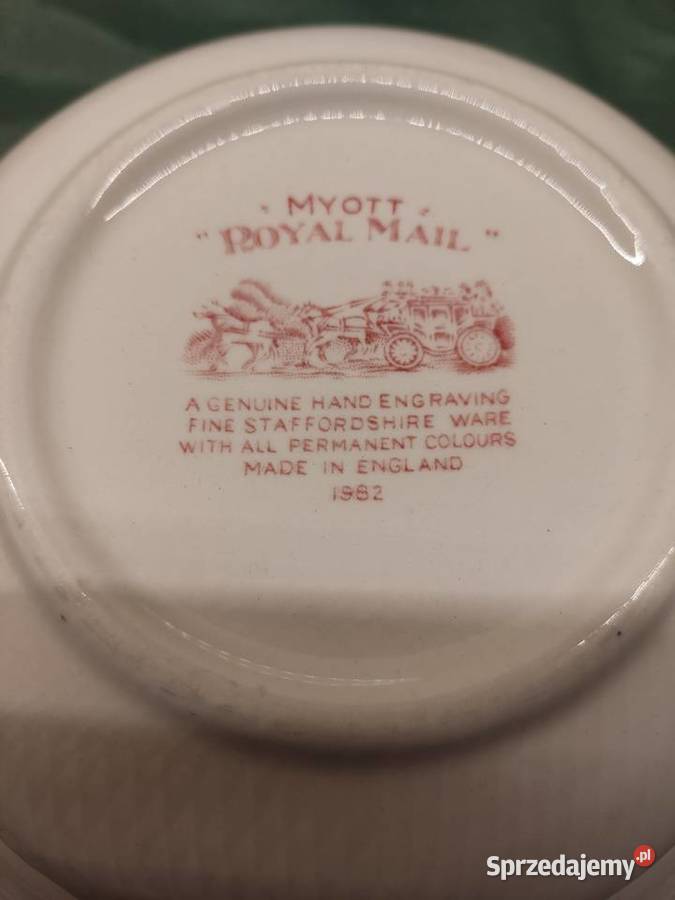 MYOTT
"ROYAL MAIL"
A GENUINE HAND ENGRAVING
FINE STAFFORDSHIRE WARE
WITH ALL PERMANENT COLOURS
MADE IN ENGLAND
1982
Sprzedajemy.pl